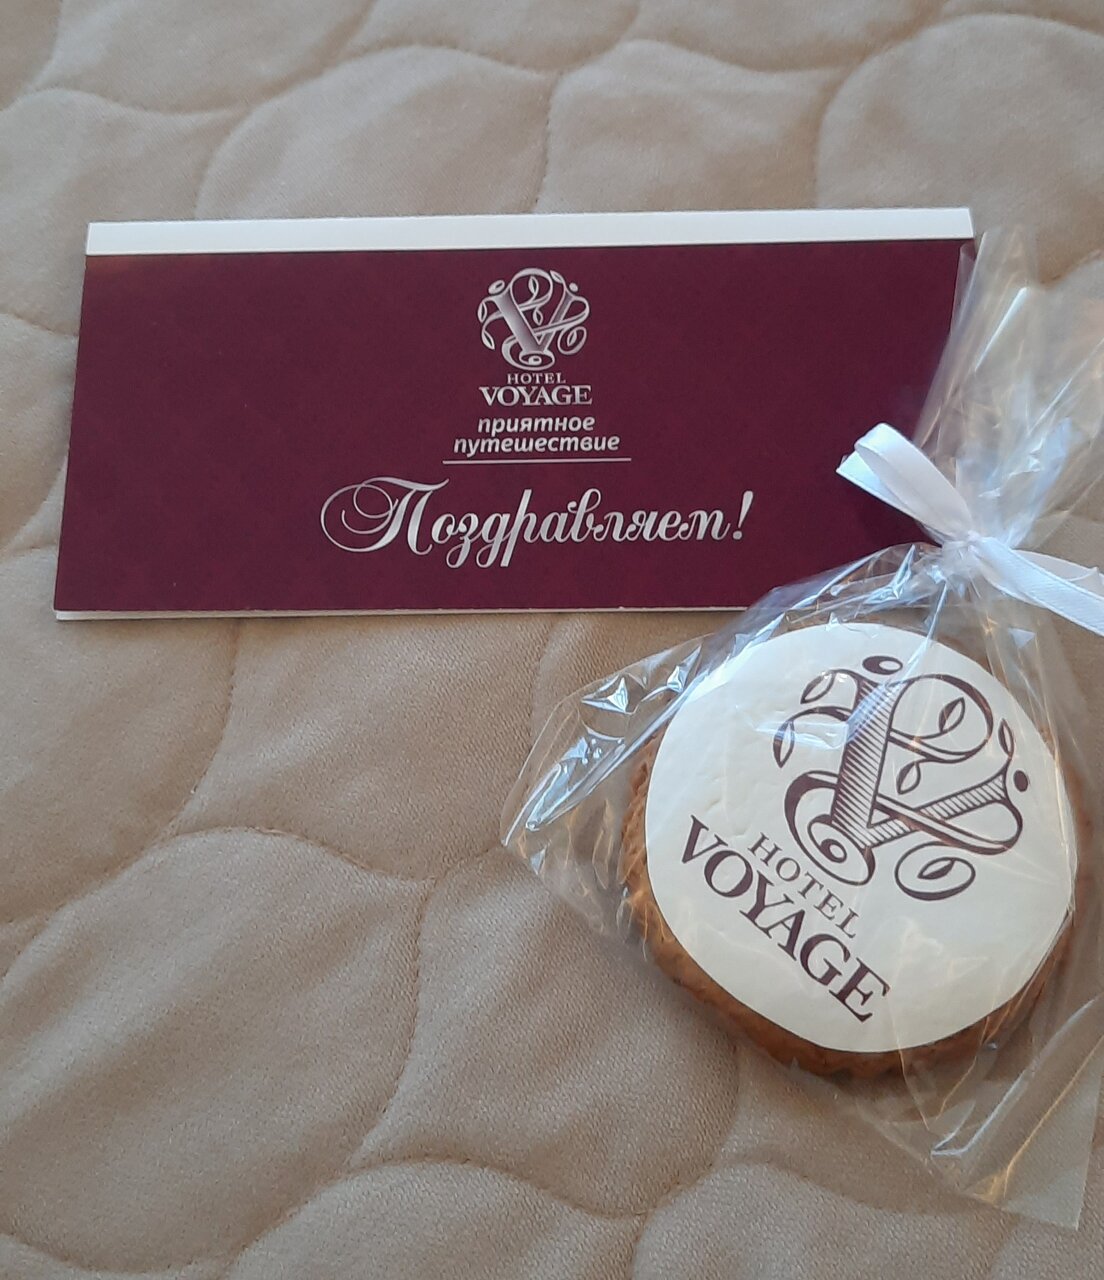 HOTEL
VOYAGE
приятное
путешествие
Поздравляем!
HOTEL
VOYAGE